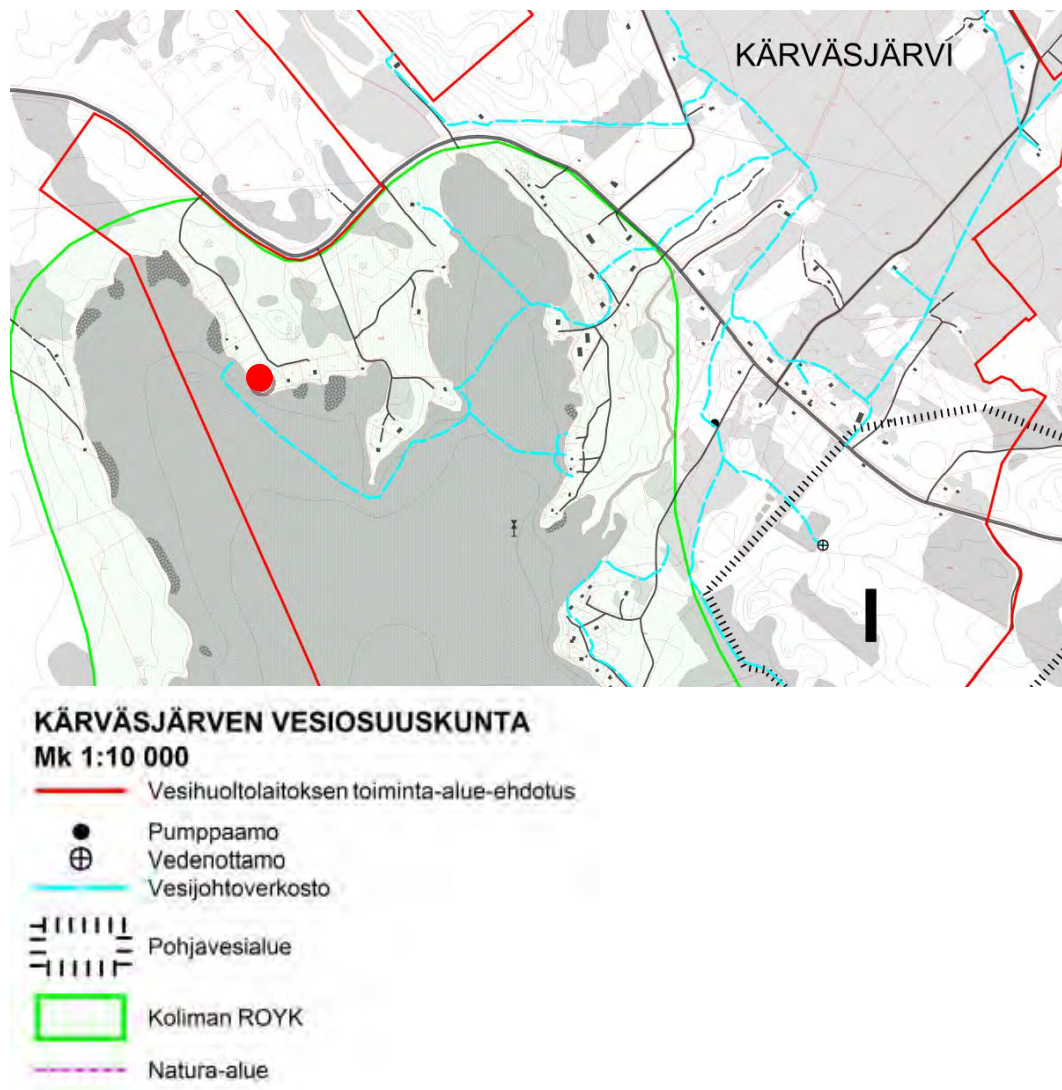 KÄRVÄSJÄRVI
I
KÄRVÄSJÄRVEN VESIOSUUSKUNTA
Mk 1:10 000
Vesihuoltolaitoksen toiminta-alue-ehdotus
Pumppaamo
Vedenottamo
Vesijohtoverkosto
Pohjavesialue
Koliman ROYK
Natura-alue